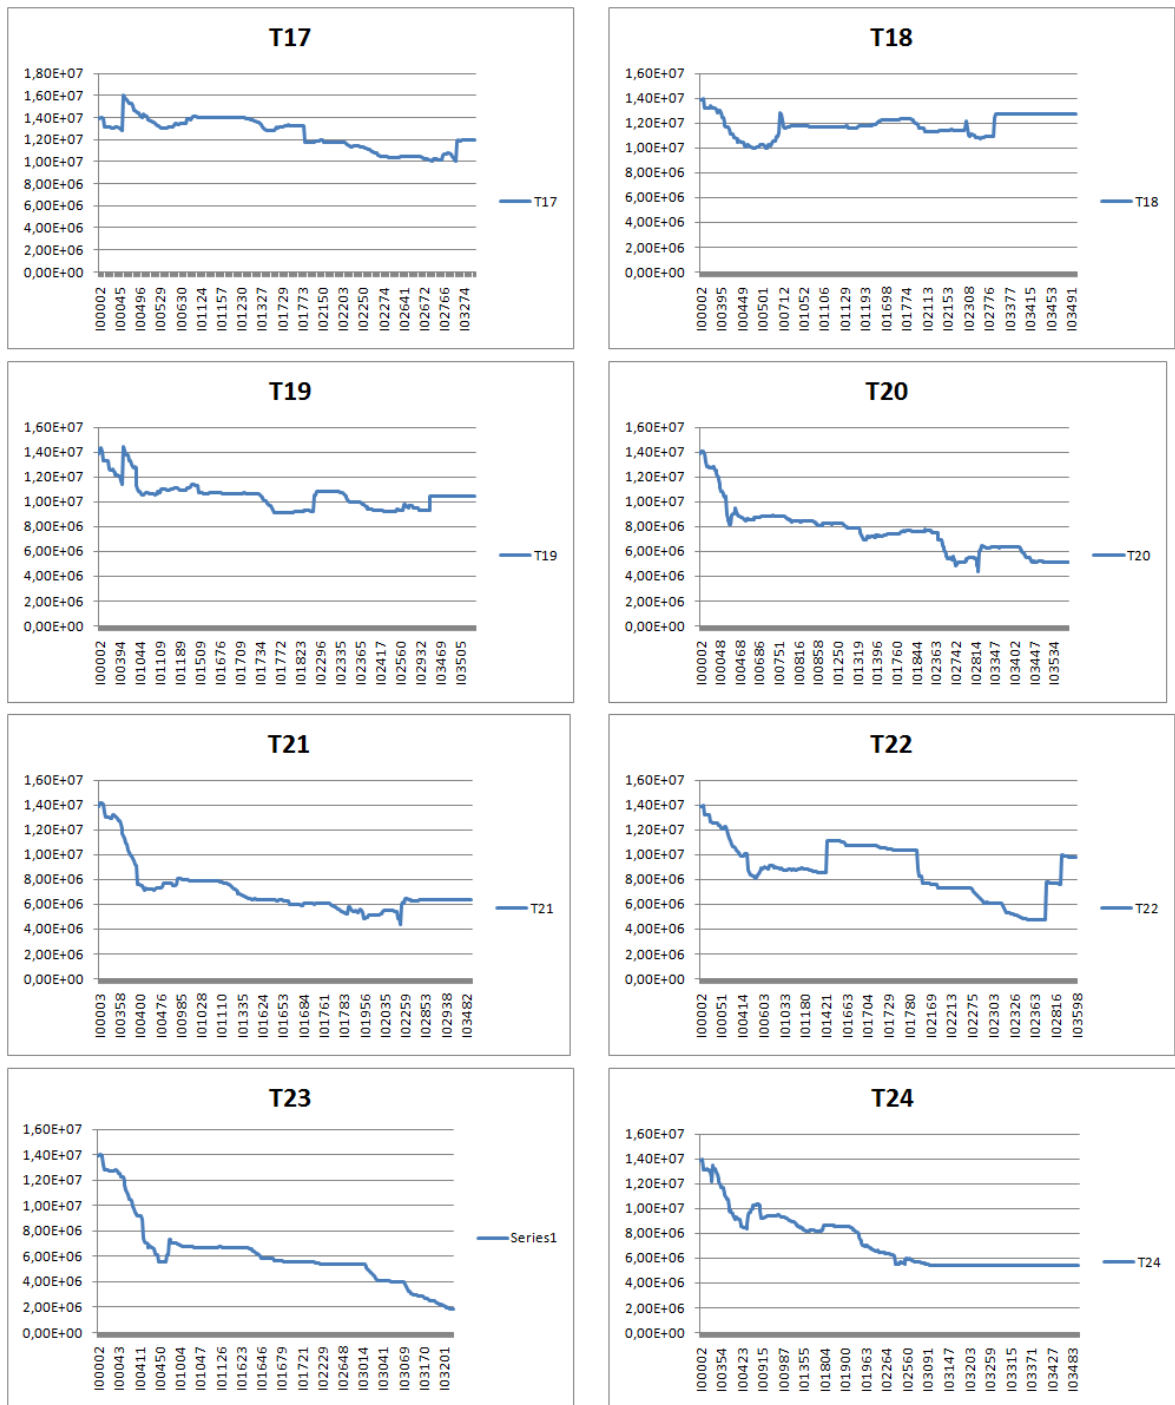 T17
1,80E+07
1,60E+07
1,40E+07
1,20E+07
1,00E+07
8,00E+06
6,00E+06
4,00E+06
2,00E+06
0,00E+00
T17
I00002
I00045
I00496
I00529
I00630
I01124
I01157
I01230
I01327
I01729
I01773
I02150
I02203
I02250
I02274
I02641
I02672
I02766
I03274
T18
1,60E+07
1,40E+07
1,20E+07
1,00E+07
8,00E+06
6,00E+06
4,00E+06
2,00E+06
0,00E+00
T18
I00002
I00395
I00449
I00501
I00712
I01052
I01106
I01129
I01193
I01698
I01774
I02113
I02153
I02308
I02776
I03377
I03415
I03453
I03491
T19
1,60E+07
1,40E+07
1,20E+07
1,00E+07
8,00E+06
6,00E+06
4,00E+06
2,00E+06
0,00E+00
T19
I00002
I00394
I01044
I01109
I01189
I01509
I01676
I01709
I01734
I01772
I01823
I02296
I02335
I02365
I02417
I02560
I02932
I03469
I03505
T20
1,60E+07
1,40E+07
1,20E+07
1,00E+07
8,00E+06
6,00E+06
4,00E+06
2,00E+06
0,00E+00
T20
I00002
I00048
I00468
I00686
I00751
I00816
I00858
I01250
I01319
I01396
I01760
I01844
I02363
I02742
I02814
I03347
I03402
I03447
I03534
T21
1,60E+07
1,40E+07
1,20E+07
1,00E+07
8,00E+06
6,00E+06
4,00E+06
2,00E+06
0,00E+00
T21
I00003
I00358
I00400
I00476
I00985
I01028
I01110
I01335
I01624
I01653
I01684
I01761
I01783
I01956
I02035
I02259
I02853
I02938
I03482
T22
1,60E+07
1,40E+07
1,20E+07
1,00E+07
8,00E+06
6,00E+06
4,00E+06
2,00E+06
0,00E+00
T22
I00002
I00051
I00414
I00603
I01033
I01180
I01421
I01663
I01704
I01729
I01780
I02169
I02213
I02275
I02303
I02326
I02363
I02816
I03598
T23
1,60E+07
1,40E+07
1,20E+07
1,00E+07
8,00E+06
6,00E+06
4,00E+06
2,00E+06
0,00E+00
Series1
I00002
I00043
I00411
I00450
I01004
I01047
I01126
I01623
I01646
I01679
I01721
I02229
I02648
I03014
I03041
I03069
I03170
I03201
T24
1,60E+07
1,40E+07
1,20E+07
1,00E+07
8,00E+06
6,00E+06
4,00E+06
2,00E+06
0,00E+00
T24
I00002
I00354
I00423
I00915
I00987
I01355
I01804
I01900
I01963
I02264
I02560
I03091
I03147
I03203
I03259
I03315
I03371
I03427
I03483